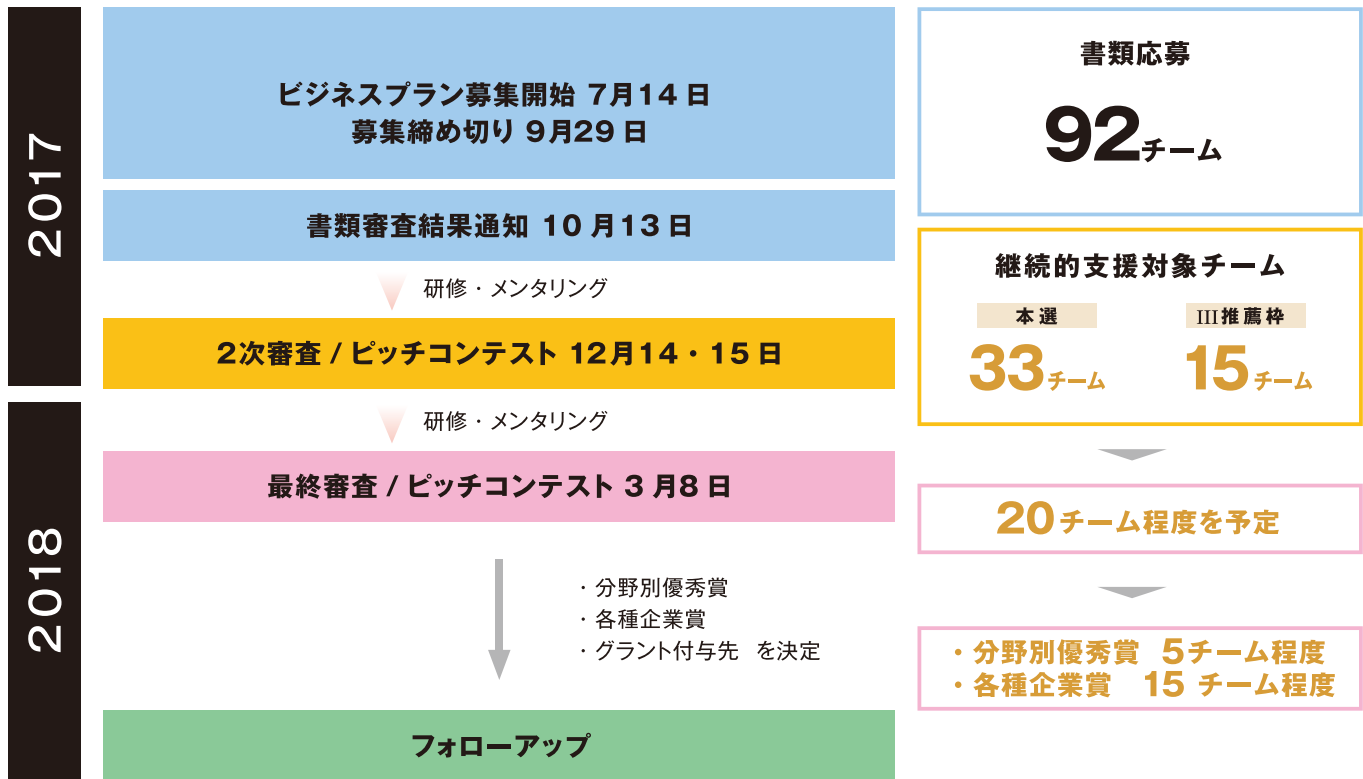 2017
ビジネスプラン募集開始 7月14日
募集締め切り 9月29日
書類審査結果通知 10月13日
研修・メンタリング
2次審査 / ピッチコンテスト 12月14・15日
2018
研修・メンタリング
最終審査 / ピッチコンテスト 3月8日
・分野別優秀賞
・各種企業賞
・グラント付与先 を決定
フォローアップ
書類応募
92チーム
継続的支援対象チーム
本選 III推薦枠
33チーム 15チーム
20チーム程度を予定
・分野別優秀賞 5チーム程度
・各種企業賞 15 チーム程度